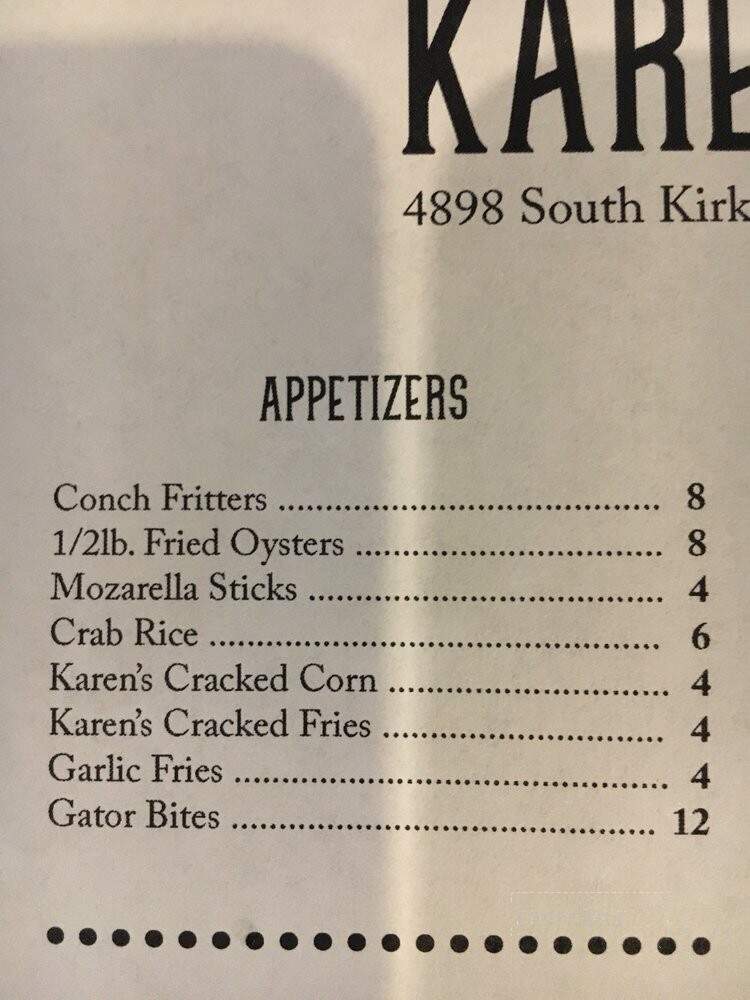 KARE
4898 South Kirk
APPETIZERS
Conch Fritters ........................................ 8
1/2lb. Fried Oysters ................................. 8
Mozarella Sticks ...................................... 4
Crab Rice ................................................ 6
Karen's Cracked Corn .............................. 4
Karen's Cracked Fries .............................. 4
Garlic Fries .............................................. 4
Gator Bites ............................................ 12